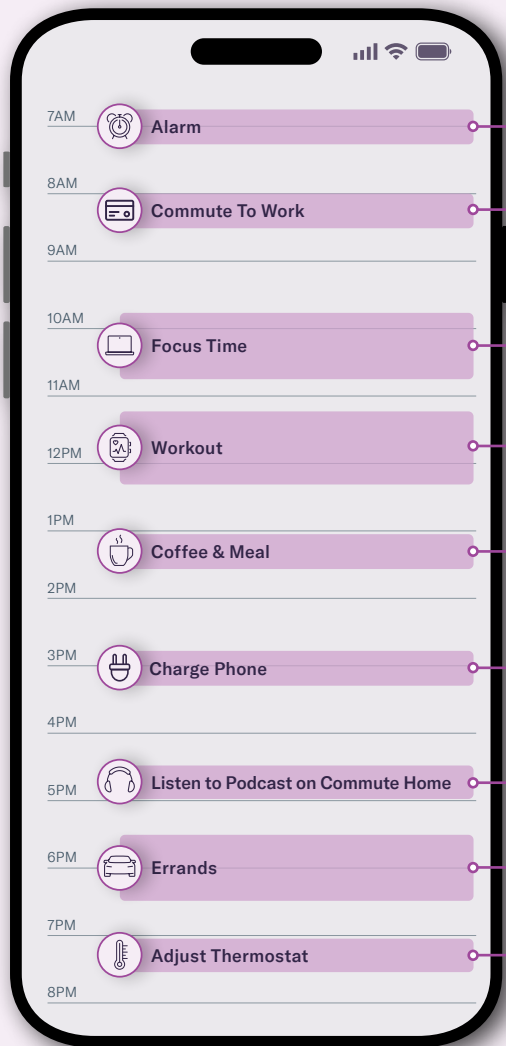 7AM
Alarm
8AM
Commute To Work
9AM
10AM
Focus Time
11AM
Workout
12PM
1PM
Coffee & Meal
2PM
3PM
Charge Phone
4PM
Listen to Podcast on Commute Home
5PM
6PM
Errands
7PM
Adjust Thermostat
8PM